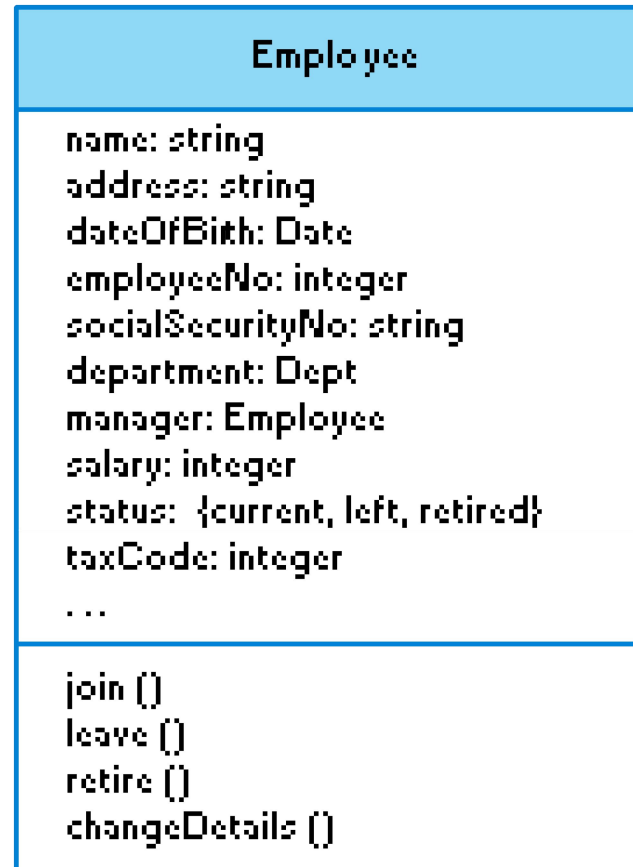 Employee
name: string
address: string
dateOfBirth: Date
employeeNo: integer
socialSecurityNo: string
department: Dept
manager: Employee
salary: integer
status: {current, left, retired}
taxCode: integer
. . .
join ()
leave ()
retire ()
changeDetails ()